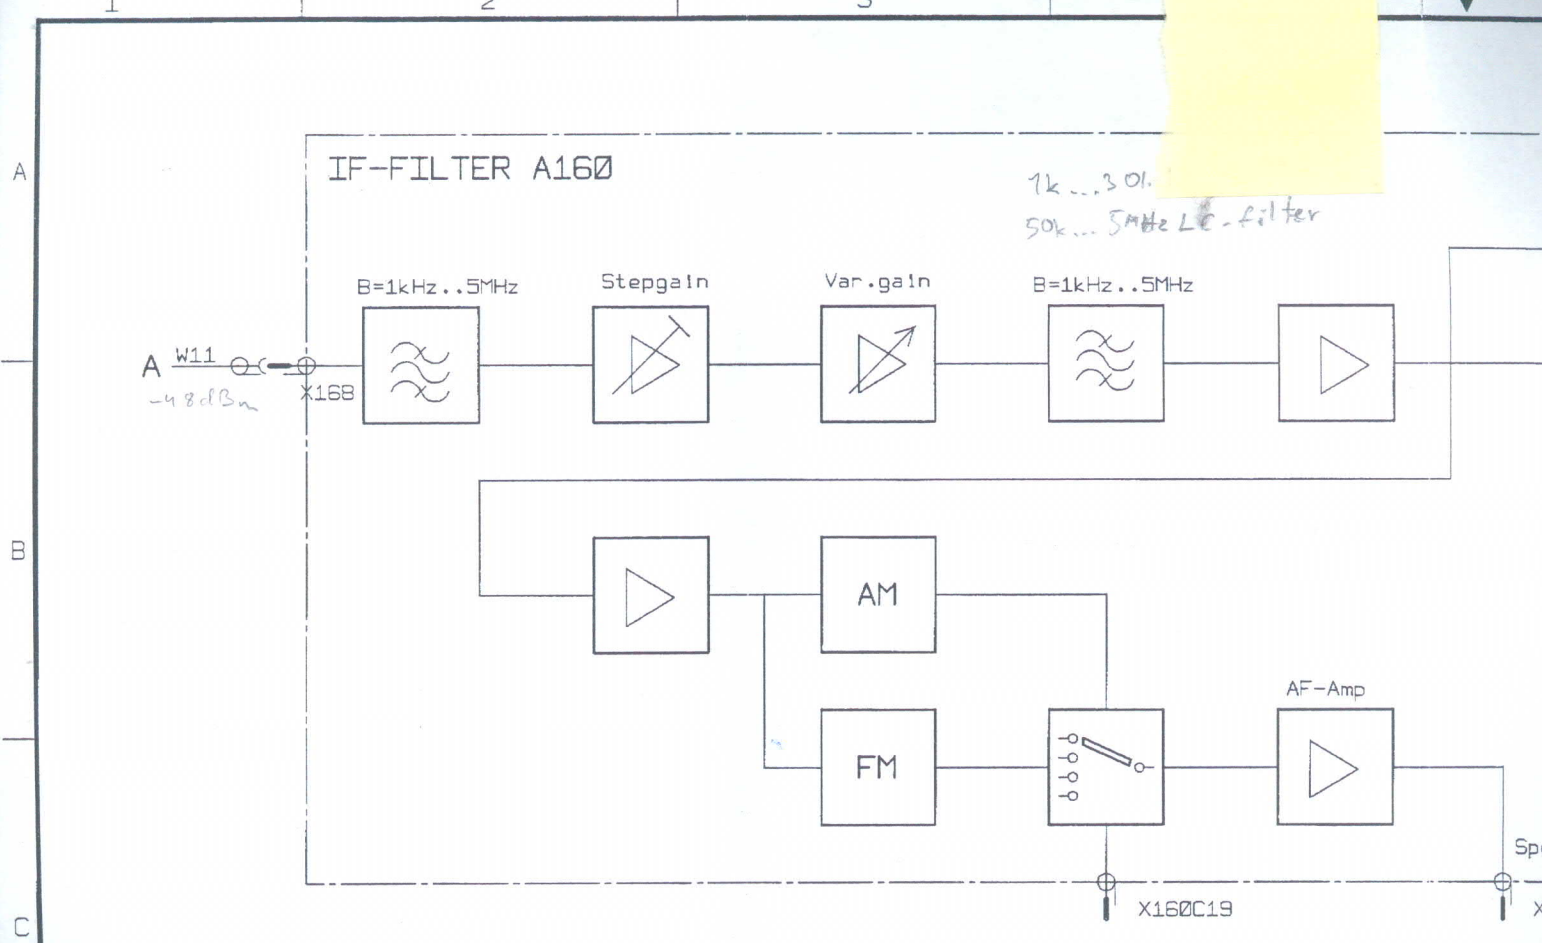 1 2 3
A
IF-FILTER A160
1k...30
50k... 5MHz LC-filter
B=1kHz..5MHz Stepgain Var.gain B=1kHz..5MHz
A W11
X168
-48dBm
B
AM
AF-Amp
FM
X160C19
C